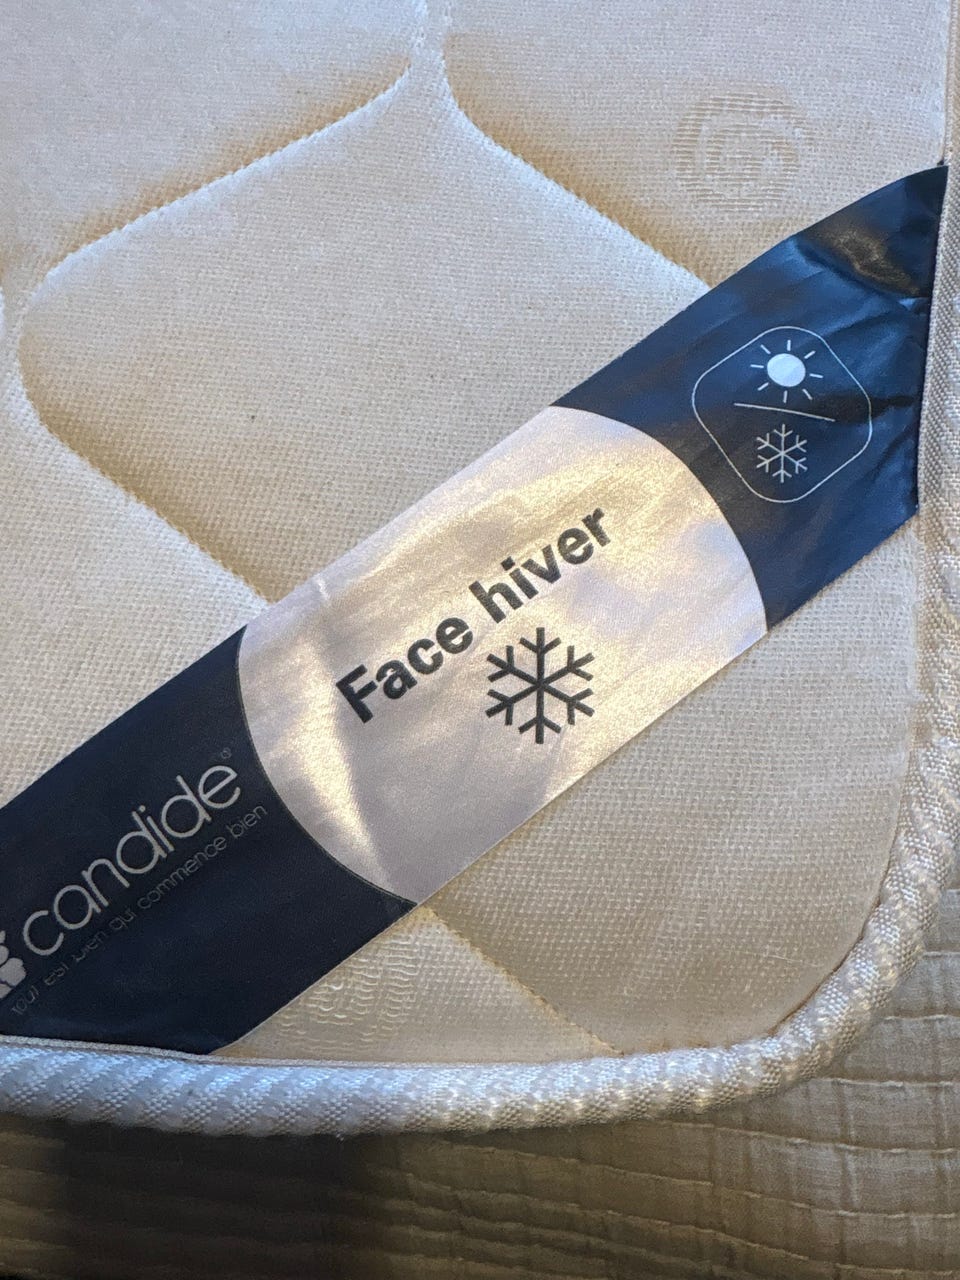 Face hiver
candide®
TOUT EST bien qui commence bien